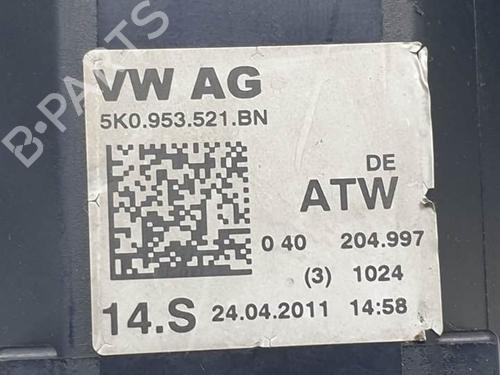 B-PARTS
VW AG
5K0.953.521.BN
DE
ATW
0 40 204.997
(3) 1024
14.S 24.04.2011 14:58